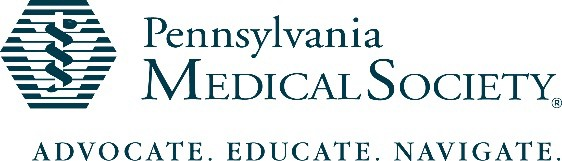 Pennsylvania
MEDICAL SOCIETY®
ADVOCATE. EDUCATE. NAVIGATE.